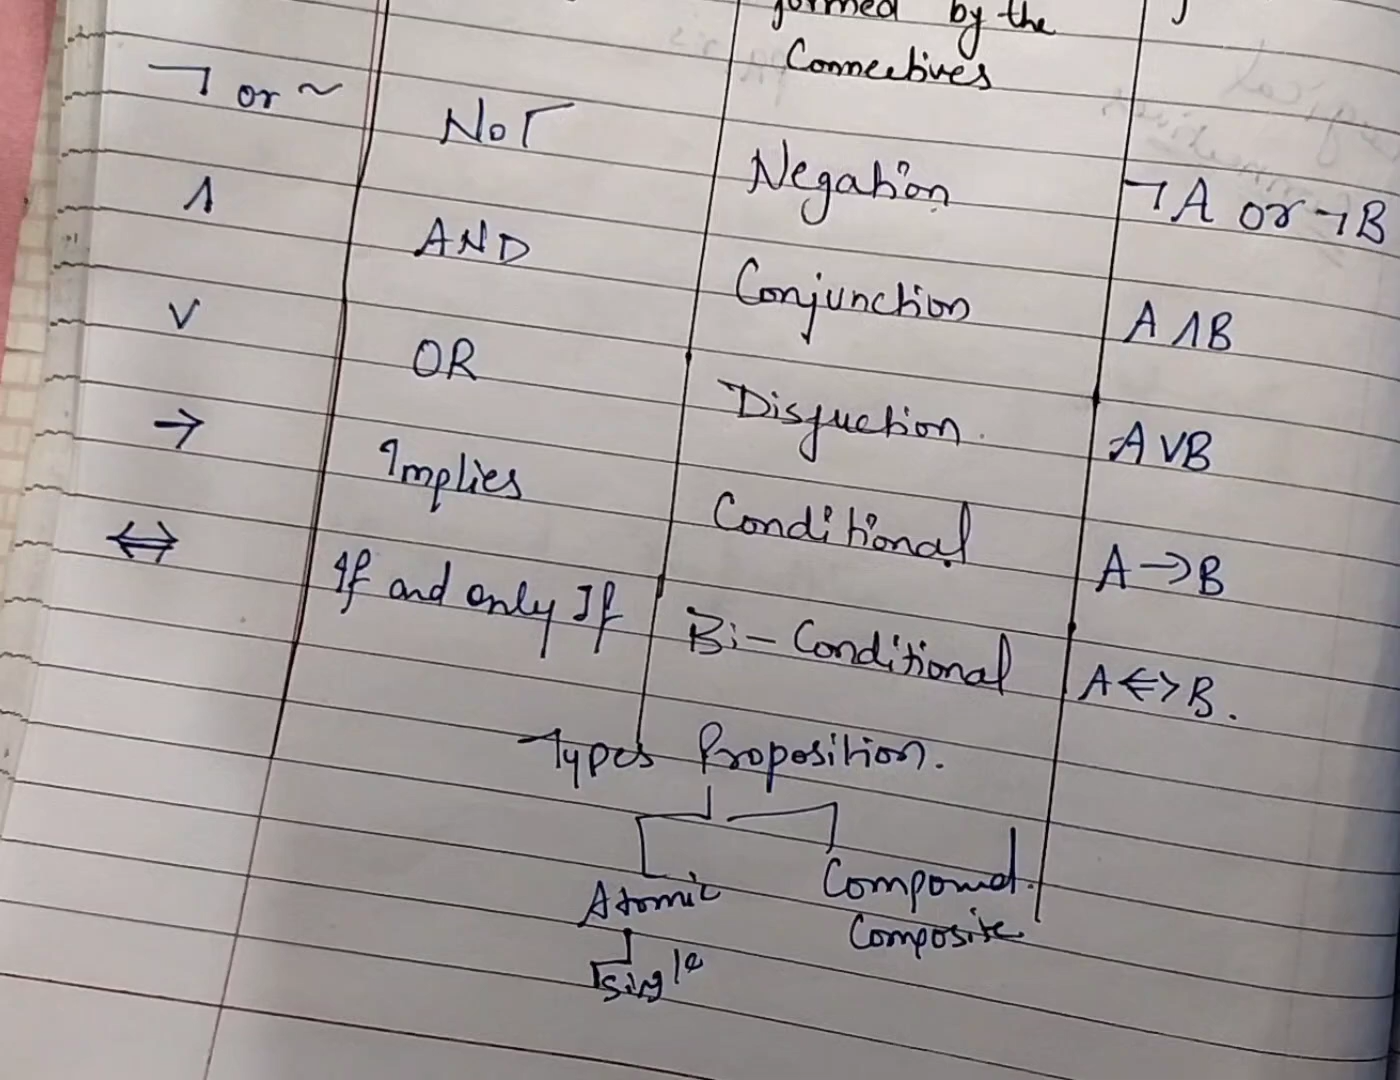 formed by the
Connectives
¬ or ~ NOT Negation ¬A or ¬B
∧ AND Conjunction A∧B
∨ OR Disjuction. A∨B
→ Implies Conditional A→B
⇔ If and only If Bi-Conditional A⇔B.
Types Proposition.
Atomic Compound.
Composite.
Single